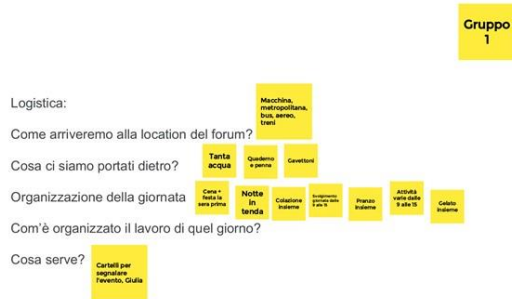 Gruppo
1
Logistica:
Macchina,
metropolitana,
bus, aereo,
treni
Come arriveremo alla location del forum?
Cosa ci siamo portati dietro?
Tanta
acqua
Quaderno
e penna
Gavettoni
Organizzazione della giornata
Cena +
festa la
sera prima
Notte
in
tenda
Colazione
insieme
Svolgimento
giornata dalle
9 alle 15
Pranzo
insieme
Attività
varie dalle
9 alle 15
Gelato
insieme
Com'è organizzato il lavoro di quel giorno?
Cosa serve?
Cartelli per
segnalare
l'evento, Giulia